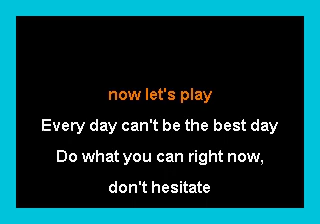 now let's play
Every day can't be the best day
Do what you can right now,
don't hesitate